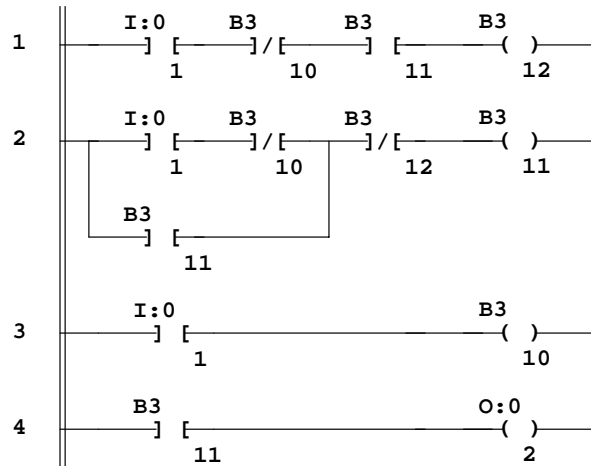 I:0 B3 B3 B3
1 ] [ ]/[ ] [ ( )
1 10 11 12
I:0 B3 B3 B3
2 ] [ ]/[ ]/[ ( )
1 10 12 11
B3
] [
11
I:0 B3
3 ] [ ( )
1 10
B3 O:0
4 ] [ ( )
11 2